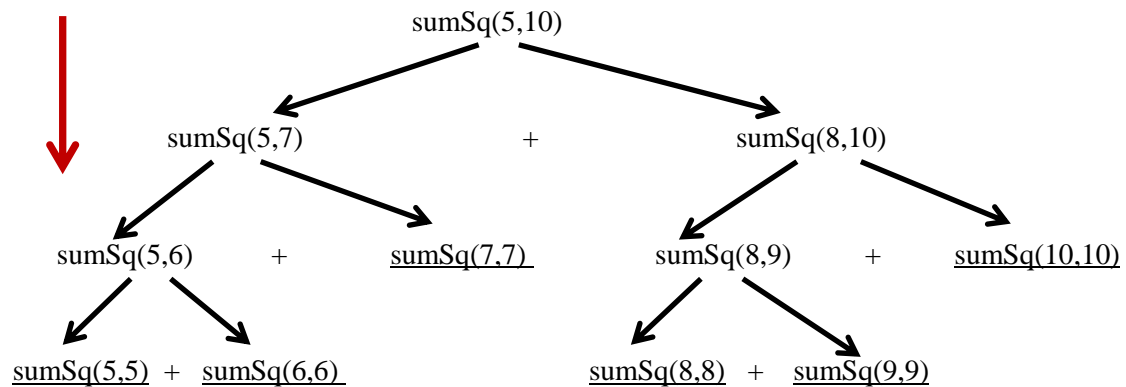 sumSq(5,10)
sumSq(5,7) + sumSq(8,10)
sumSq(5,6) + sumSq(7,7) sumSq(8,9) + sumSq(10,10)
sumSq(5,5) + sumSq(6,6) sumSq(8,8) + sumSq(9,9)